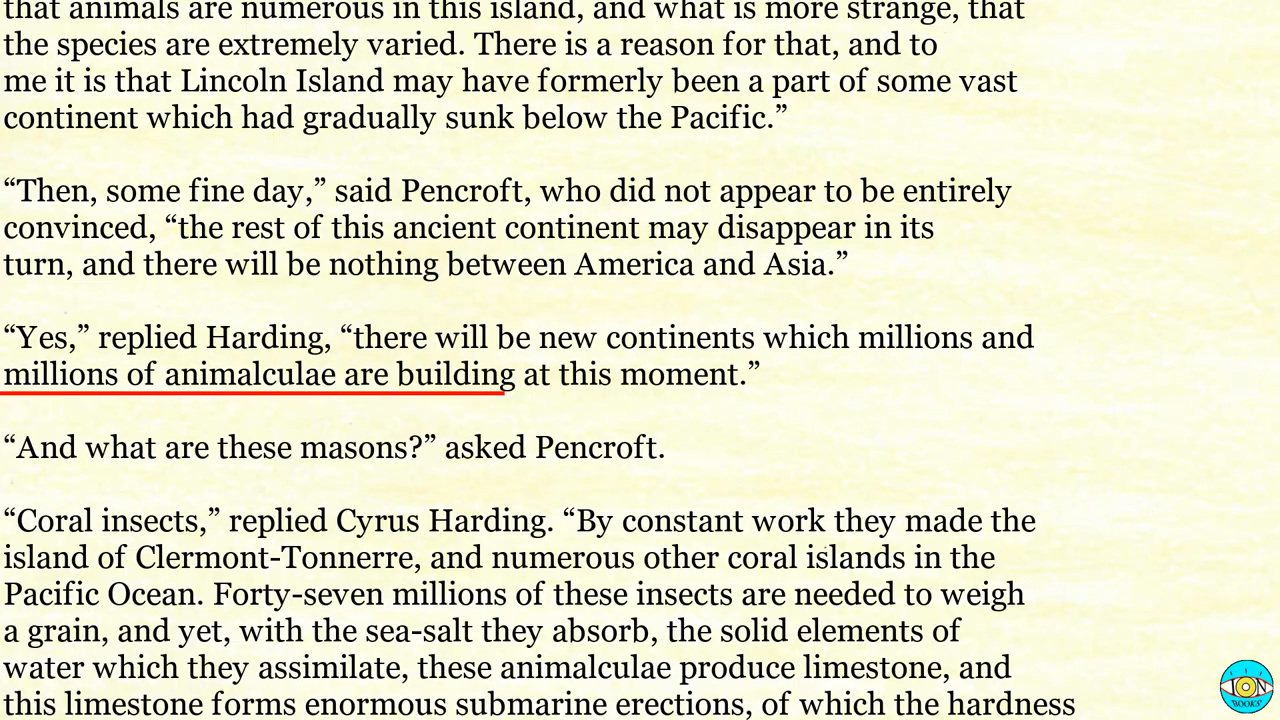 that animals are numerous in this island, and what is more strange, that
the species are extremely varied. There is a reason for that, and to
me it is that Lincoln Island may have formerly been a part of some vast
continent which had gradually sunk below the Pacific.”
“Then, some fine day,” said Pencroft, who did not appear to be entirely
convinced, “the rest of this ancient continent may disappear in its
turn, and there will be nothing between America and Asia.”
“Yes,” replied Harding, “there will be new continents which millions and
millions of animalculae are building at this moment.”
“And what are these masons?” asked Pencroft.
“Coral insects,” replied Cyrus Harding. “By constant work they made the
island of Clermont-Tonnerre, and numerous other coral islands in the
Pacific Ocean. Forty-seven millions of these insects are needed to weigh
a grain, and yet, with the sea-salt they absorb, the solid elements of
water which they assimilate, these animalculae produce limestone, and
this limestone forms enormous submarine erections, of which the hardness
ION
BOOKS